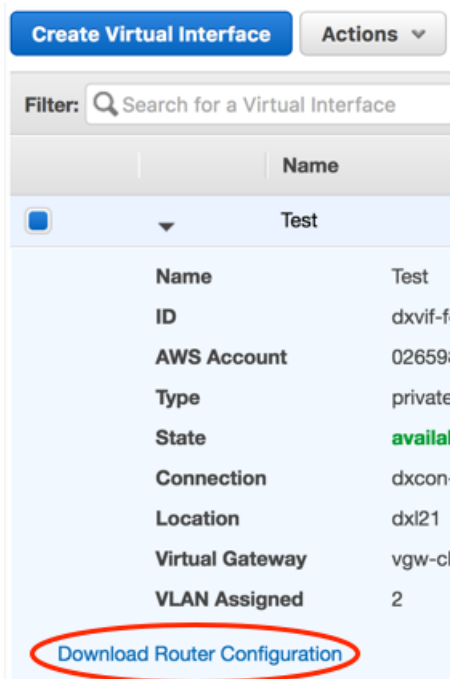 Create Virtual Interface Actions
Filter: Search for a Virtual Interface
Name
Test
Name Test
ID dxvif-f
AWS Account 02659
Type private
State availa
Connection dxcon-
Location dxl21
Virtual Gateway vgw-c
VLAN Assigned 2
Download Router Configuration